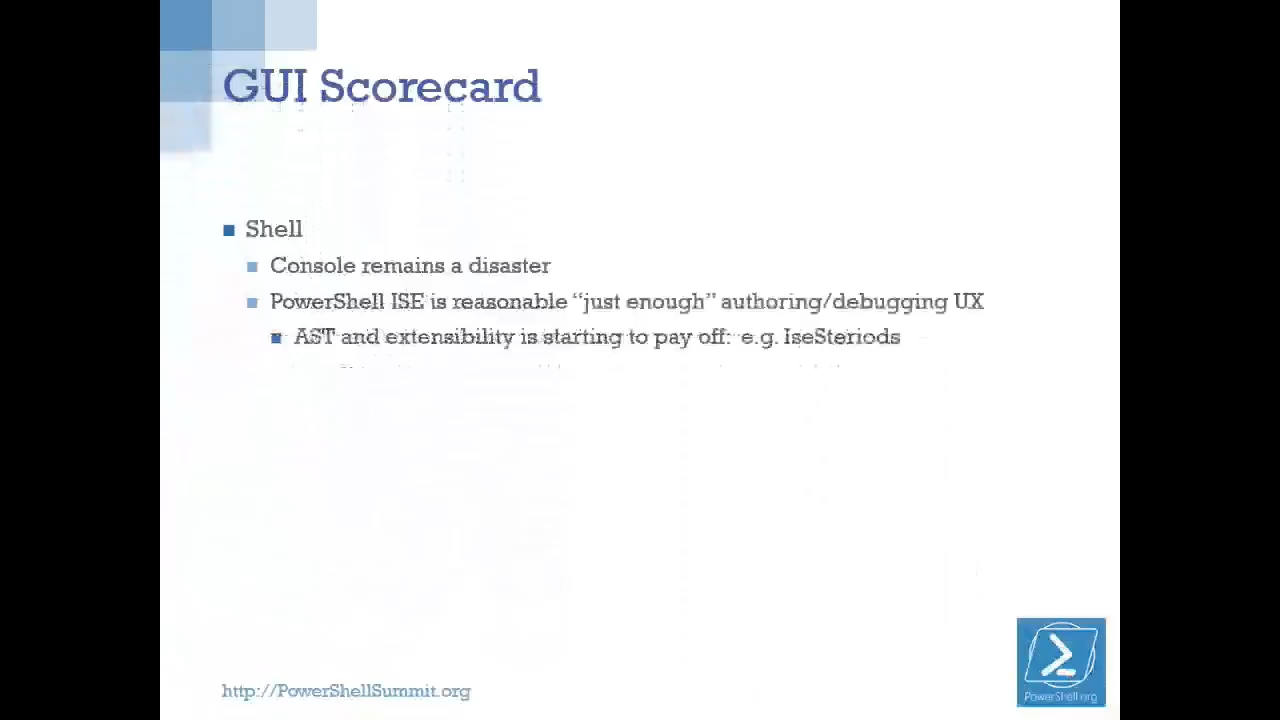 GUI Scorecard
Shell
Console remains a disaster
PowerShell ISE is reasonable “just enough” authoring/debugging UX
AST and extensibility is starting to pay off: e.g. IseSteriods
http://PowerShellSummit.org
PowerShell.org